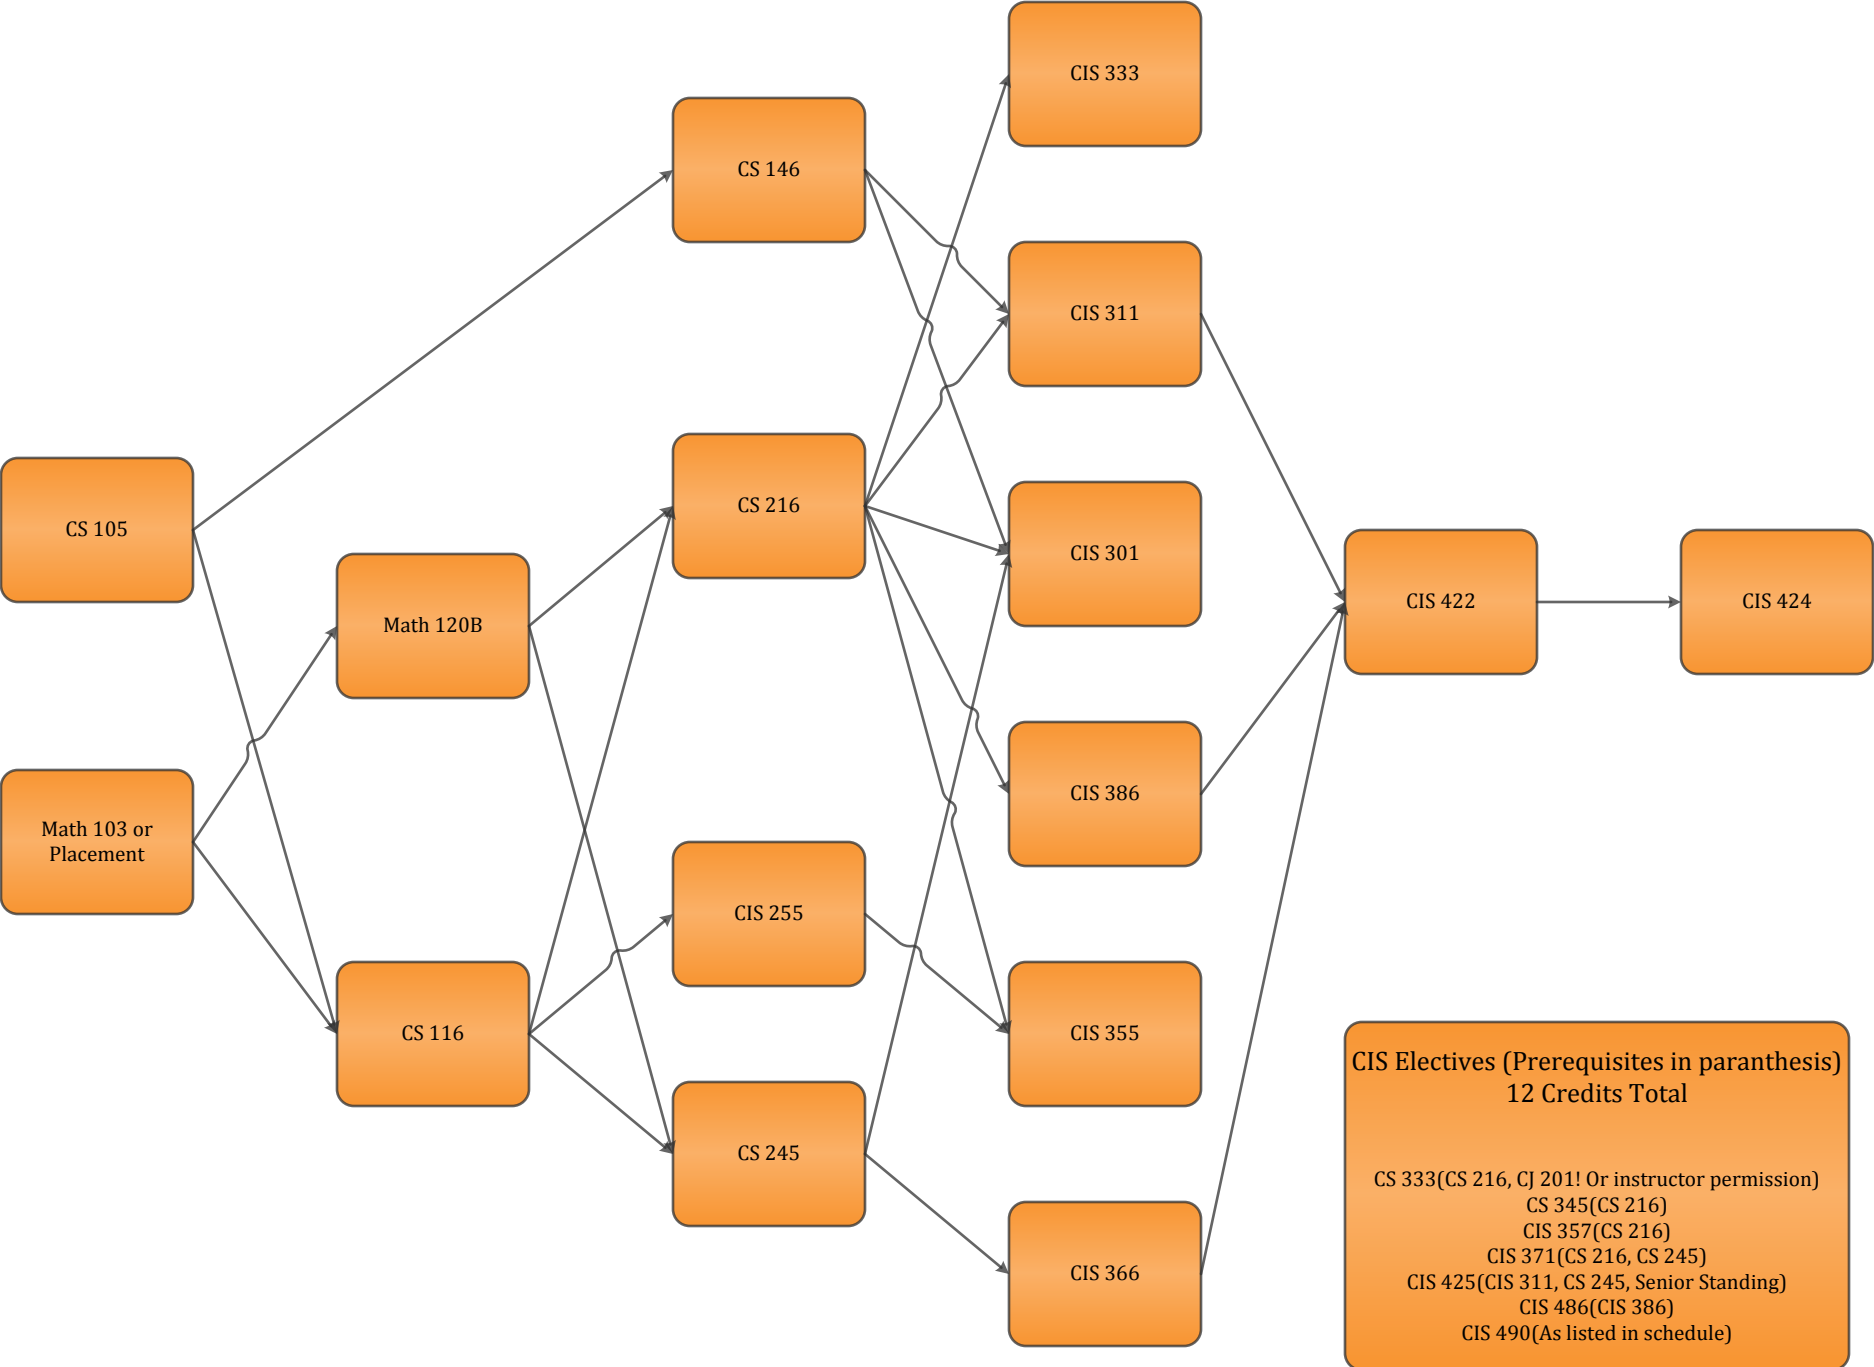 CIS 333
CS 146
CIS 311
CS 216
CIS 301
CS 105
Math 120B
CIS 422
CIS 424
CIS 386
Math 103 or
Placement
CIS 255
CS 116
CIS 355
CS 245
CIS 366
CIS Electives (Prerequisites in paranthesis)
12 Credits Total
CS 333(CS 216, CJ 201! Or instructor permission)
CS 345(CS 216)
CIS 357(CS 216)
CIS 371(CS 216, CS 245)
CIS 425(CIS 311, CS 245, Senior Standing)
CIS 486(CIS 386)
CIS 490(As listed in schedule)